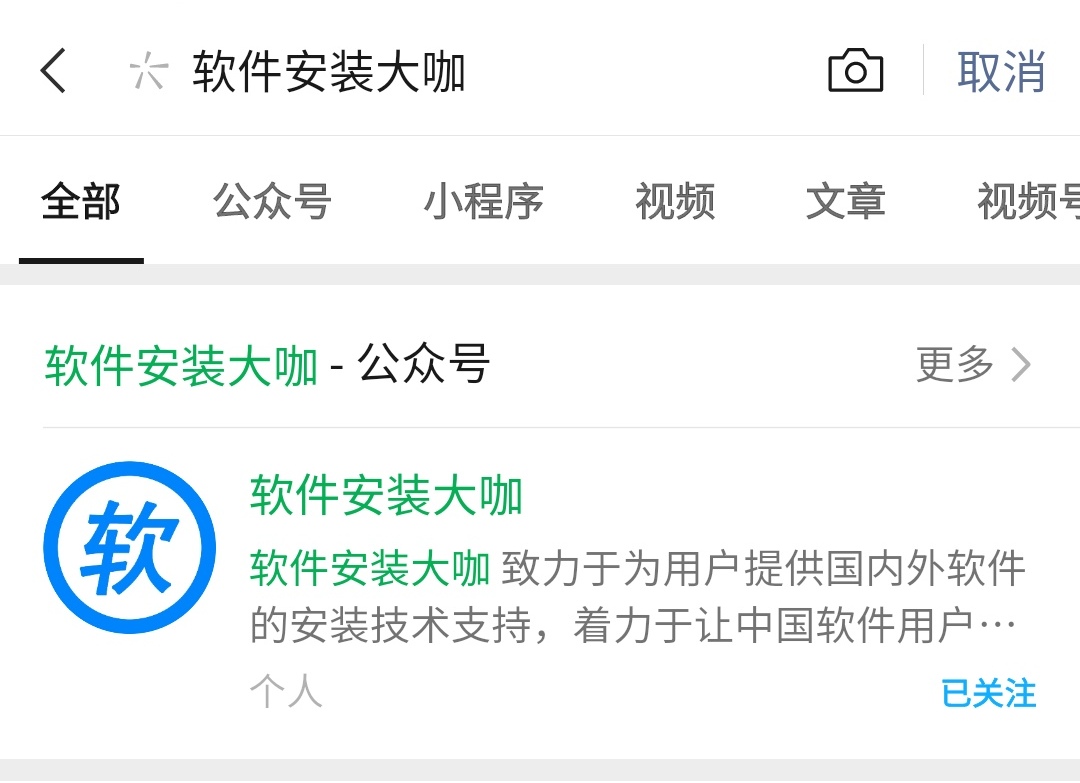 软件安装大咖 取消
全部 公众号 小程序 视频 文章 视频号
软件安装大咖 - 公众号 更多
软
软件安装大咖
软件安装大咖 致力于为用户提供国内外软件
的安装技术支持，着力于让中国软件用户…
个人 已关注